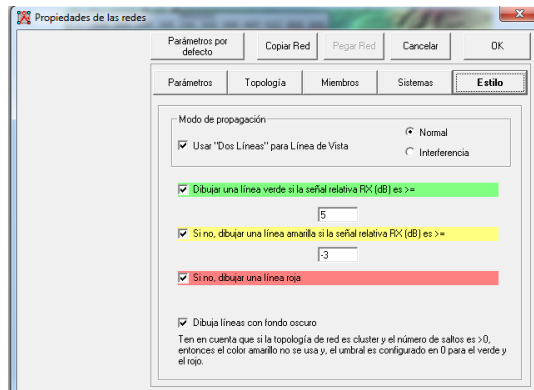 Propiedades de las redes
Parámetros por
defecto
Copiar Red
Pegar Red
Cancelar
OK
Parámetros
Topología
Miembros
Sistemas
Estilo
Modo de propagación
Usar "Dos Líneas" para Línea de Vista
Normal
Interferencia
Dibujar una línea verde si la señal relativa RX (dB) es >=
5
Si no, dibujar una línea amarilla si la señal relativa RX (dB) es >=
-3
Si no, dibujar una línea roja
Dibuja líneas con fondo oscuro
Ten en cuenta que si la topología de red es cluster y el número de saltos es >0,
entonces el color amarillo no se usa y, el umbral es configurado en 0 para el verde y
el rojo.